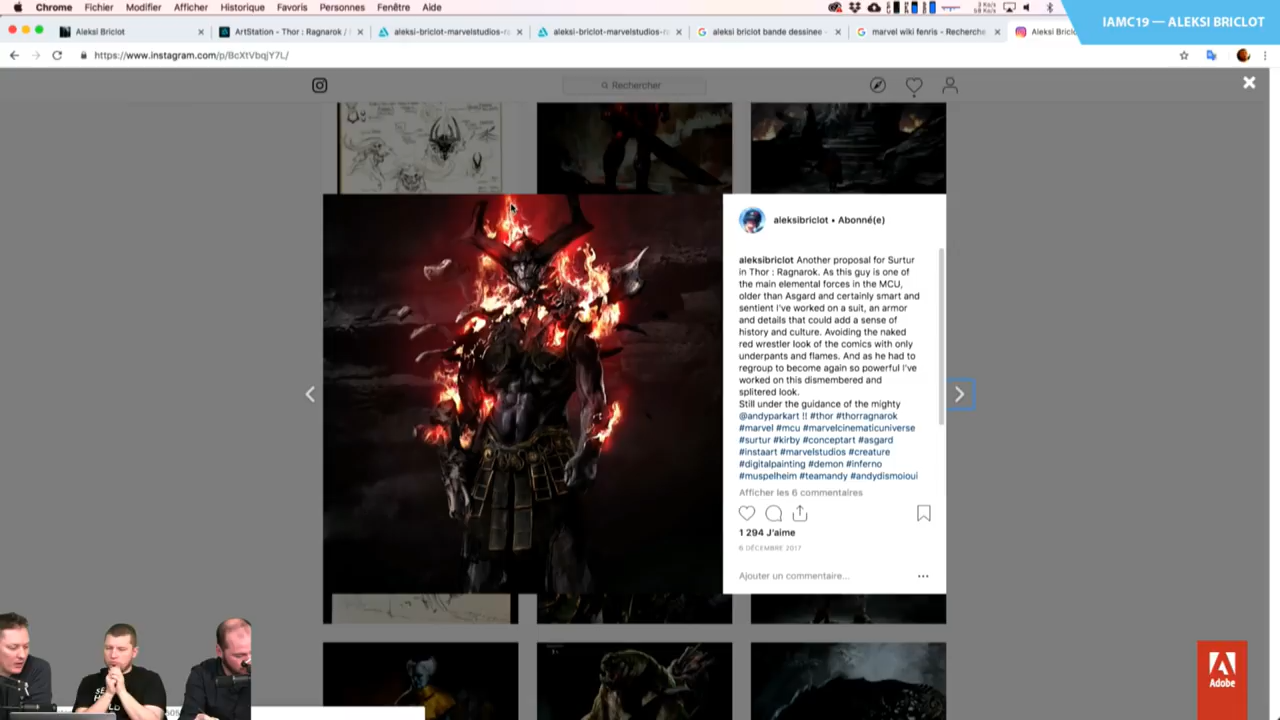 Chrome Fichier Modifier Afficher Historique Favoris Personnes Fenêtre Aide
IAMC19 — ALEKSI BRICLOT
Aleksi Briclot
ArtStation - Thor : Ragnarok /
aleksi-briclot-marvelstudios-r
aleksi-briclot-marvelstudios-r
aleksi briclot bande dessinee -
marvel wiki fenris - Recherche
Aleksi Briclo
https://www.instagram.com/p/BcXtVbqjY7L/
Rechercher
aleksibriclot • Abonné(e)
aleksibriclot Another proposal for Surtur
in Thor : Ragnarok. As this guy is one of
the main elemental forces in the MCU,
older than Asgard and certainly smart and
sentient I've worked on a suit, an armor
and details that could add a sense of
history and culture. Avoiding the naked
red wrestler look of the comics with only
underpants and flames. And as he had to
regroup to become again so powerful I've
worked on this dismembered and
splitered look.
Still under the guidance of the mighty
@andyparkart !! #thor #thorragnarok
#marvel #mcu #marvelcinematicuniverse
#surtur #kirby #conceptart #asgard
#instaart #marvelstudios #creature
#digitalpainting #demon #inferno
#muspelheim #teamandy #andydismoioui
Afficher les 6 commentaires
1 294 J'aime
6 DÉCEMBRE 2017
Ajouter un commentaire...
Adobe